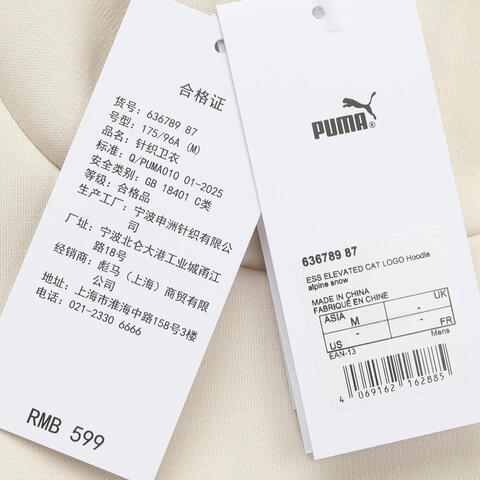 合格证
货号: 636789 87
号型: 175/96A (M)
品名: 针织卫衣
标准: Q/PUMA010 01-2025
安全类别: GB 18401 C类
等级: 合格品
生产工厂: 宁波申洲针织有限公
司
厂址: 宁波北仑大港工业城甬江
路18号
经销商: 彪马（上海）商贸有限
公司
地址: 上海市淮海中路158号3楼
电话: 021-2330 6666
RMB 599
PUMA®
636789 87
ESS ELEVATED CAT LOGO Hoodie
alpine snow
MADE IN CHINA
FABRIQUÉ EN CHINE
ASIA M - UK
US - - FR
EAN-13 Mens
4 069162 162885